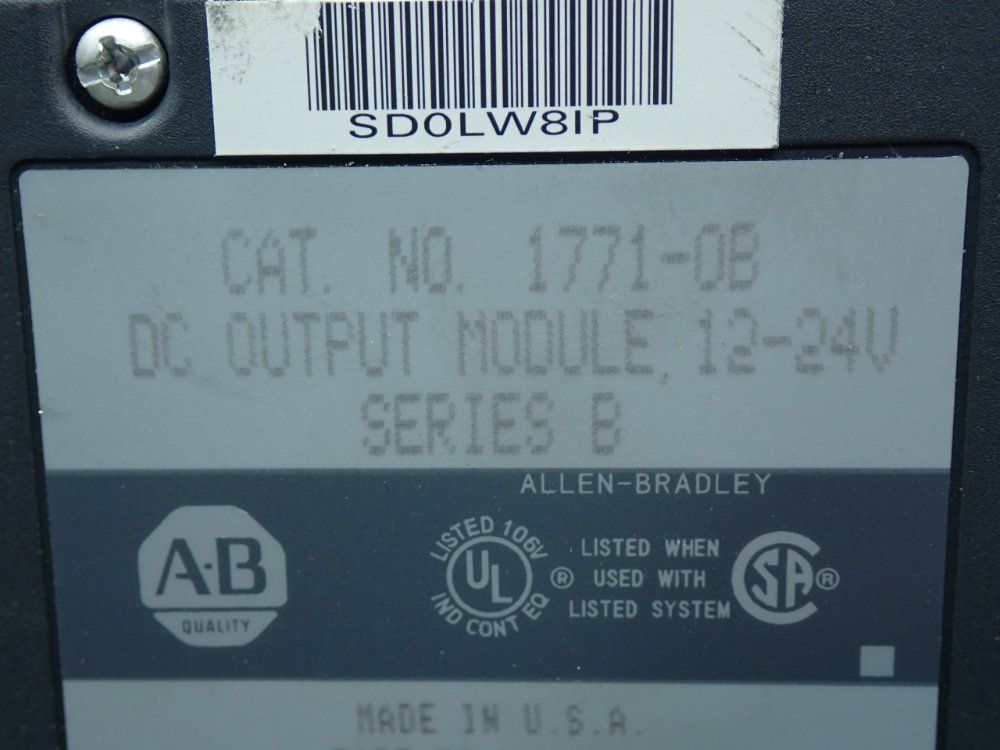 SD0LW8IP
CAT. NO. 1771-OB
DC OUTPUT MODULE 12-24V
SERIES B
ALLEN-BRADLEY
A·B
QUALITY
LISTED 106V
UL ®
IND CONT EQ
LISTED WHEN
USED WITH
LISTED SYSTEM
SA ®
MADE IN U.S.A.